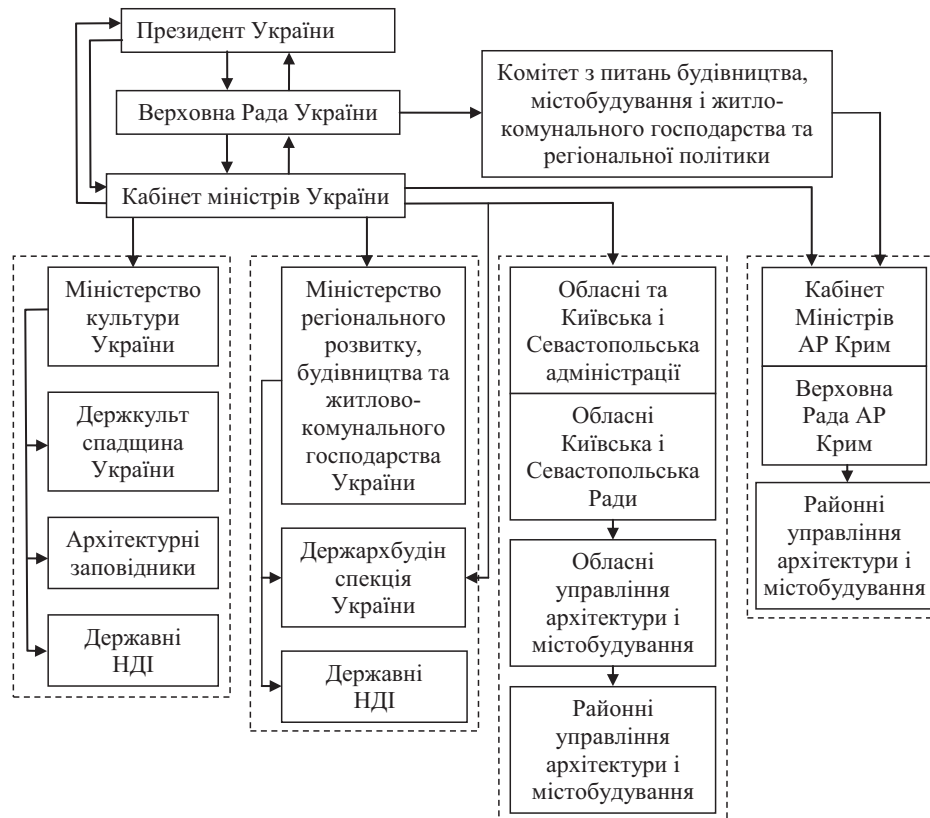 Президент України
Верховна Рада України
Кабінет міністрів України
Комітет з питань будівництва,
містобудування і житло-
комунального господарства та
регіональної політики
Міністерство
культури
України
Держкульт
спадщина
України
Архітектурні
заповідники
Державні
НДІ
Міністерство
регіонального
розвитку,
будівництва та
житлово-
комунального
господарства
України
Держархбудін
спекція
України
Державні
НДІ
Обласні та
Київська і
Севастопольська
адміністрації
Обласні
Київська і
Севастопольська
Ради
Обласні
управління
архітектури і
містобудування
Районні
управління
архітектури і
містобудування
Кабінет
Міністрів
АР Крим
Верховна
Рада АР
Крим
Районні
управління
архітектури і
містобудування